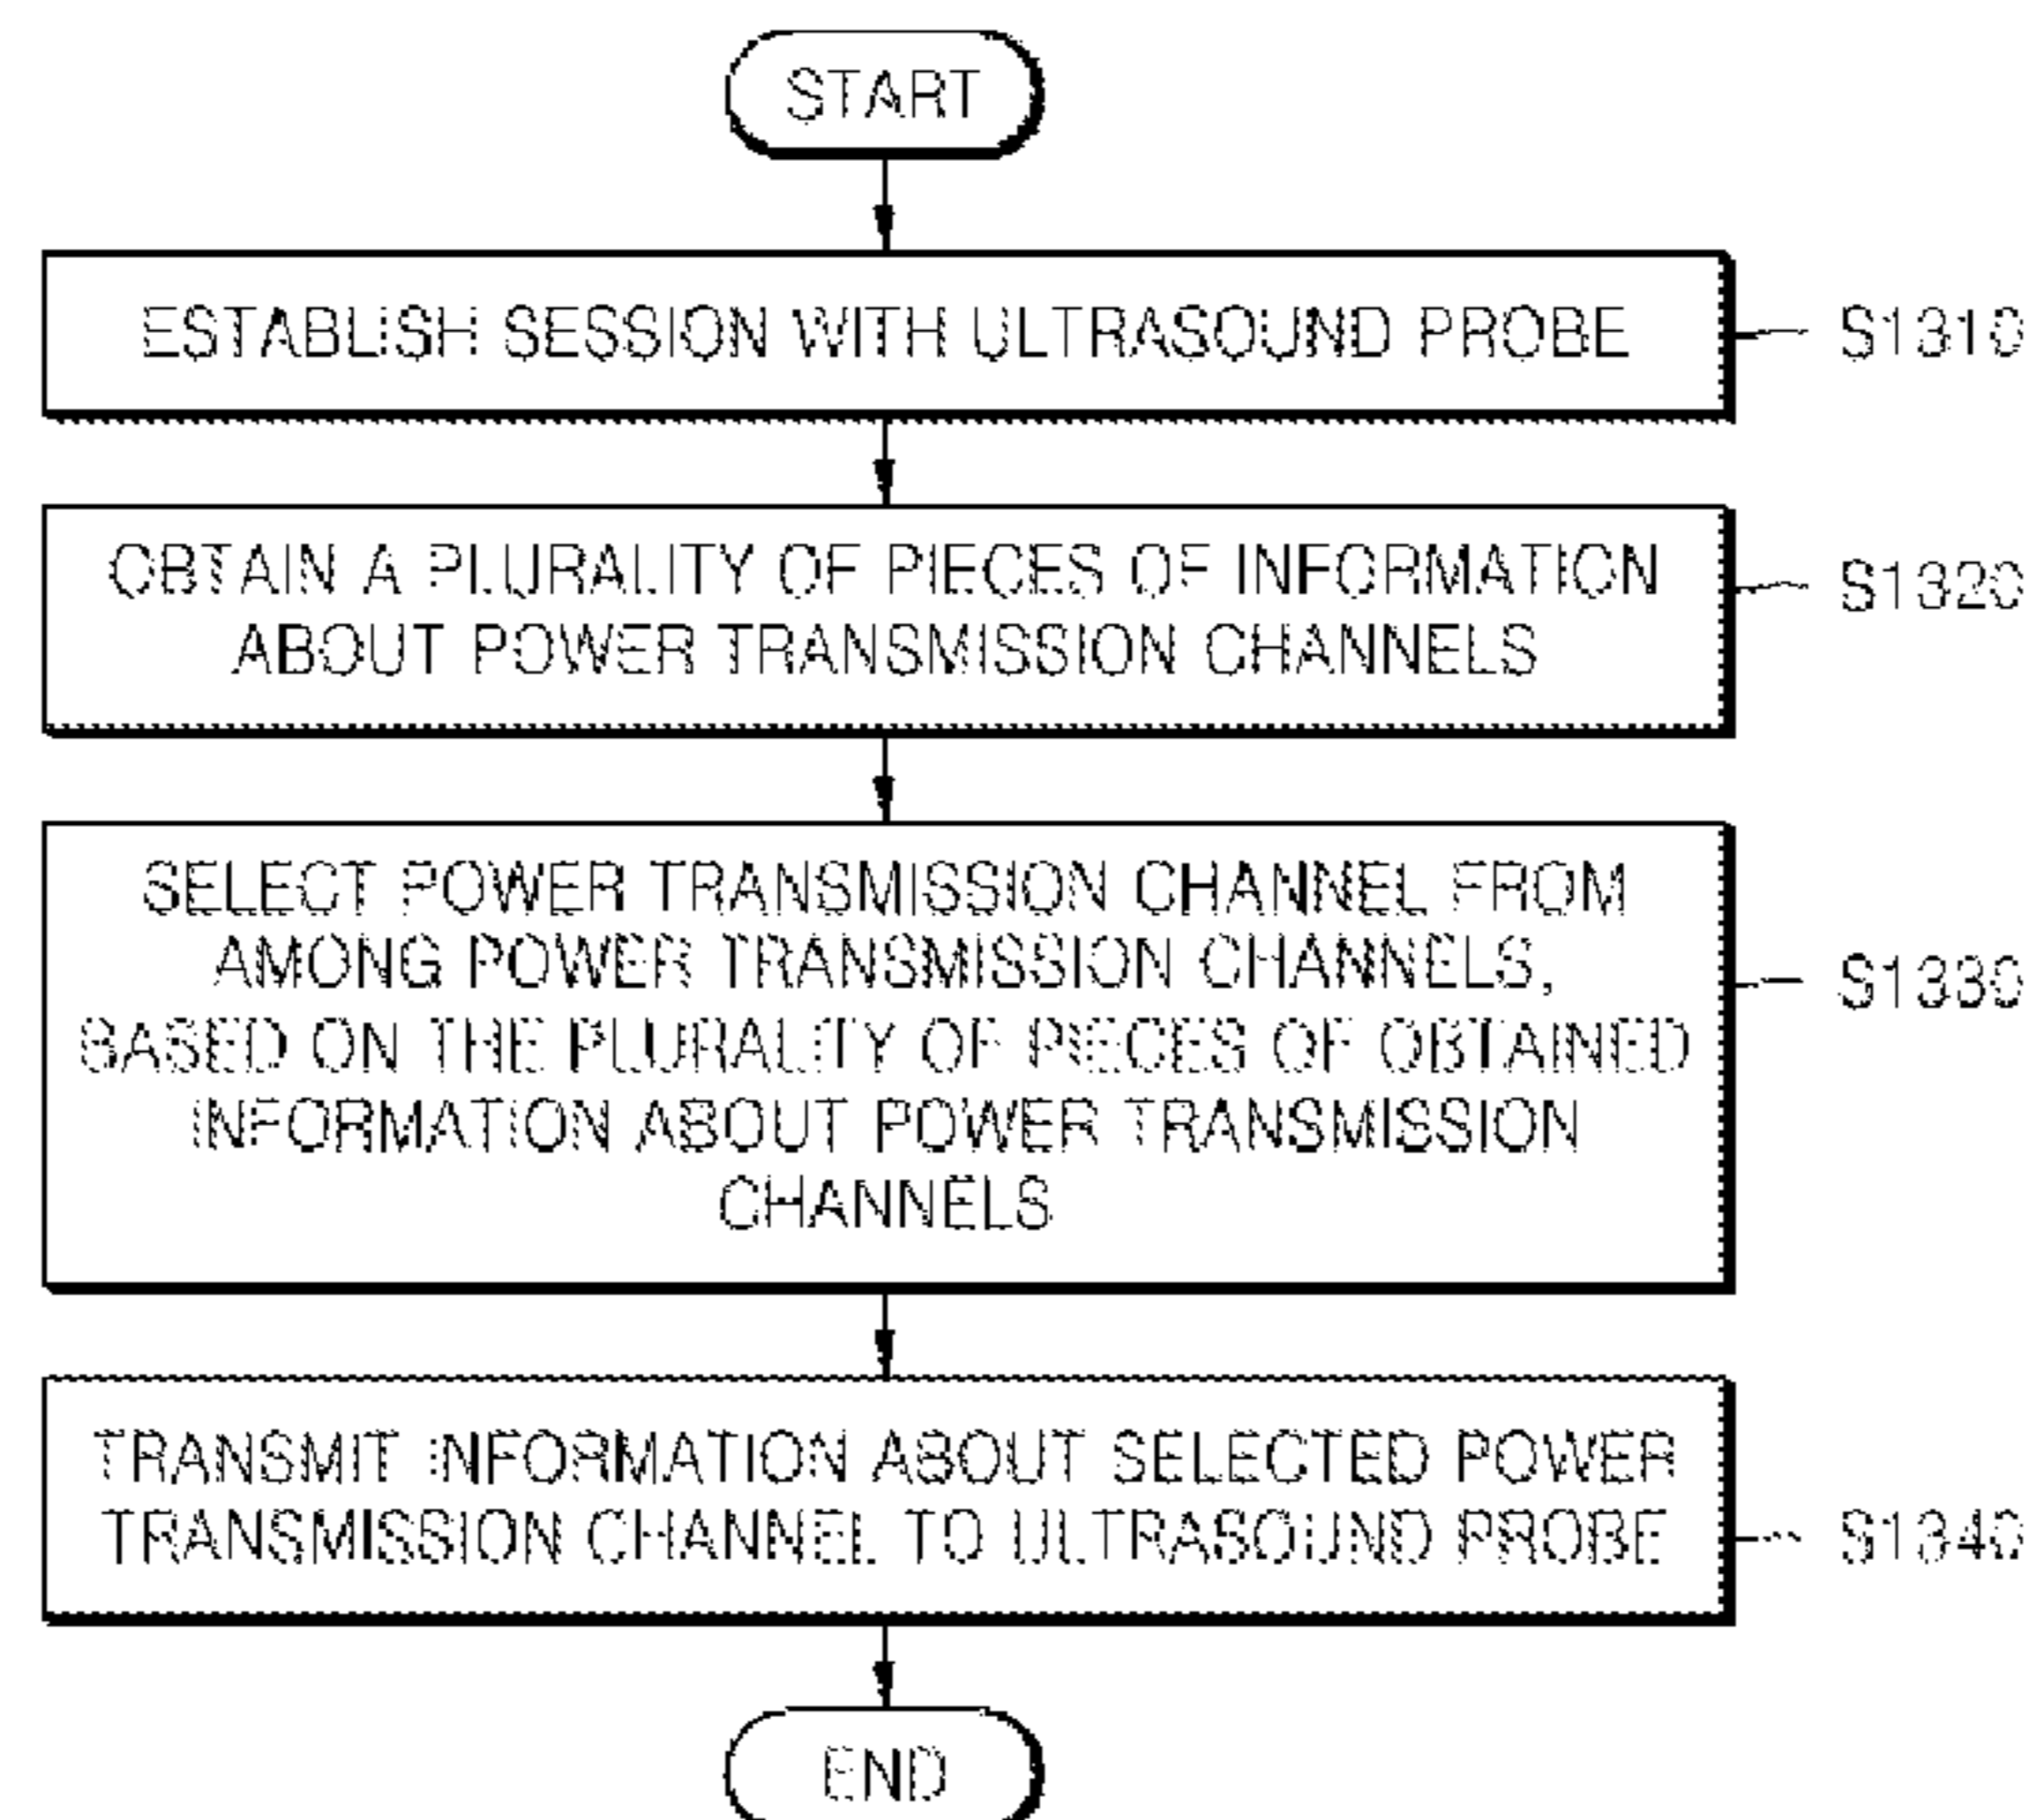 START
ESTABLISH SESSION WITH ULTRASOUND PROBE
S1310
OBTAIN A PLURALITY OF PIECES OF INFORMATION
ABOUT POWER TRANSMISSION CHANNELS
S1320
SELECT POWER TRANSMISSION CHANNEL FROM
AMONG POWER TRANSMISSION CHANNELS,
BASED ON THE PLURALITY OF PIECES OF OBTAINED
INFORMATION ABOUT POWER TRANSMISSION
CHANNELS
S1330
TRANSMIT INFORMATION ABOUT SELECTED POWER
TRANSMISSION CHANNEL TO ULTRASOUND PROBE
S1340
END